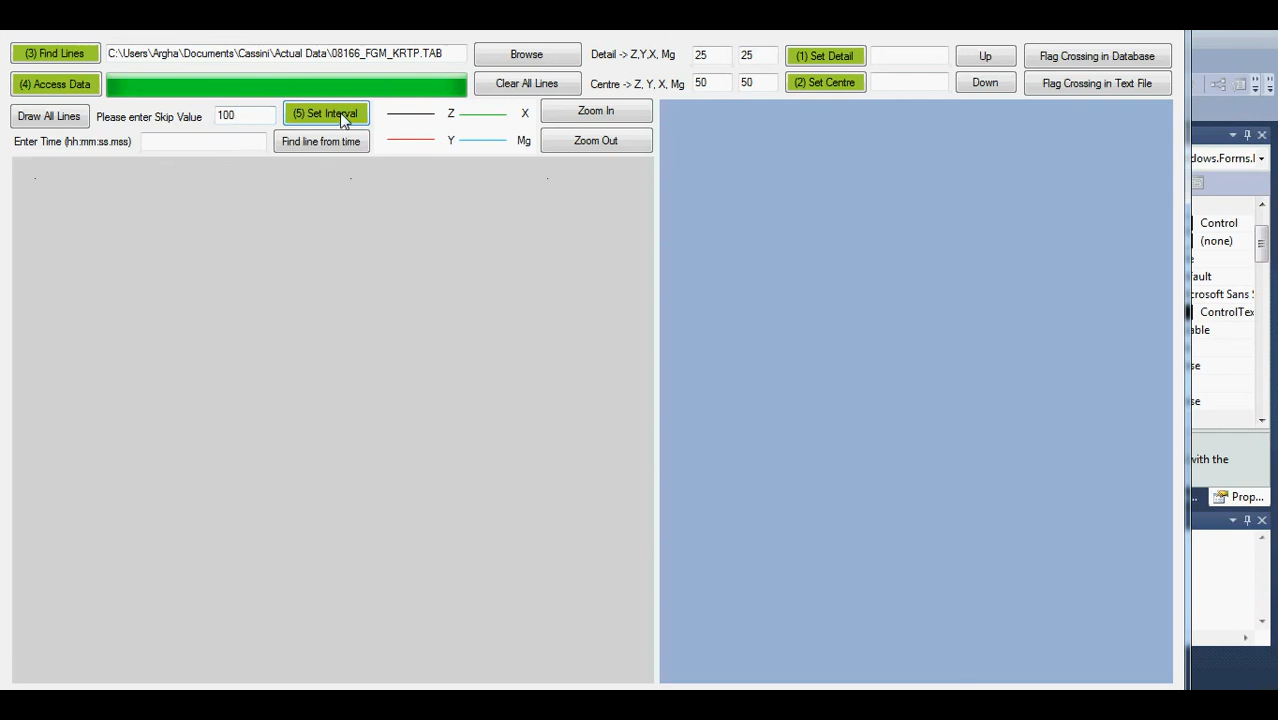 (3) Find Lines C:\Users\Argha\Documents\Cassini\Actual Data\08166_FGM_KRTP.TAB Browse Detail -> Z,Y,X, Mg 25 25 (1) Set Detail Up Flag Crossing in Database
(4) Access Data Clear All Lines Centre -> Z, Y, X, Mg 50 50 (2) Set Centre Down Flag Crossing in Text File
Draw All Lines Please enter Skip Value 100 (5) Set Interval Z X Zoom In
Enter Time (hh:mm:ss.mss) Find line from time Y Mg Zoom Out
dows.Forms.
Control
(none)
e
fault
crosoft Sans S
ControlTex
able
se
se
with the
.. Prop...